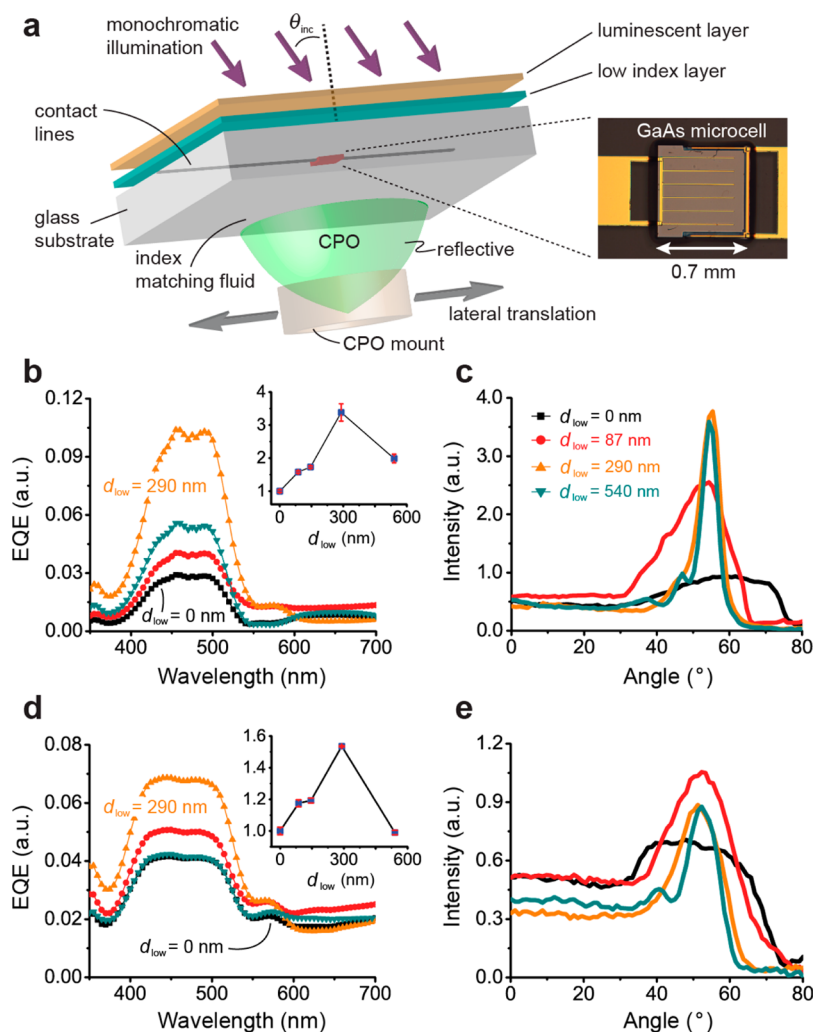 a
monochromatic
illumination
θinc
luminescent layer
low index layer
contact
lines
GaAs microcell
0.7 mm
glass
substrate
index
matching fluid
CPO
reflective
lateral translation
CPO mount
b
EQE (a.u.)
0.12
0.09
0.06
0.03
0.00
400 500 600 700
Wavelength (nm)
dlow = 290 nm
dlow = 0 nm
4
3
2
1
0 300 600
dlow (nm)
c
Intensity (a.u.)
4.0
3.0
2.0
1.0
0.0
0 20 40 60 80
Angle (°)
dlow = 0 nm
dlow = 87 nm
dlow = 290 nm
dlow = 540 nm
d
EQE (a.u.)
0.08
0.06
0.04
0.02
0.00
400 500 600 700
Wavelength (nm)
dlow = 290 nm
dlow = 0 nm
1.6
1.4
1.2
1.0
0 300 600
dlow (nm)
e
Intensity (a.u.)
1.2
0.9
0.6
0.3
0.0
0 20 40 60 80
Angle (°)